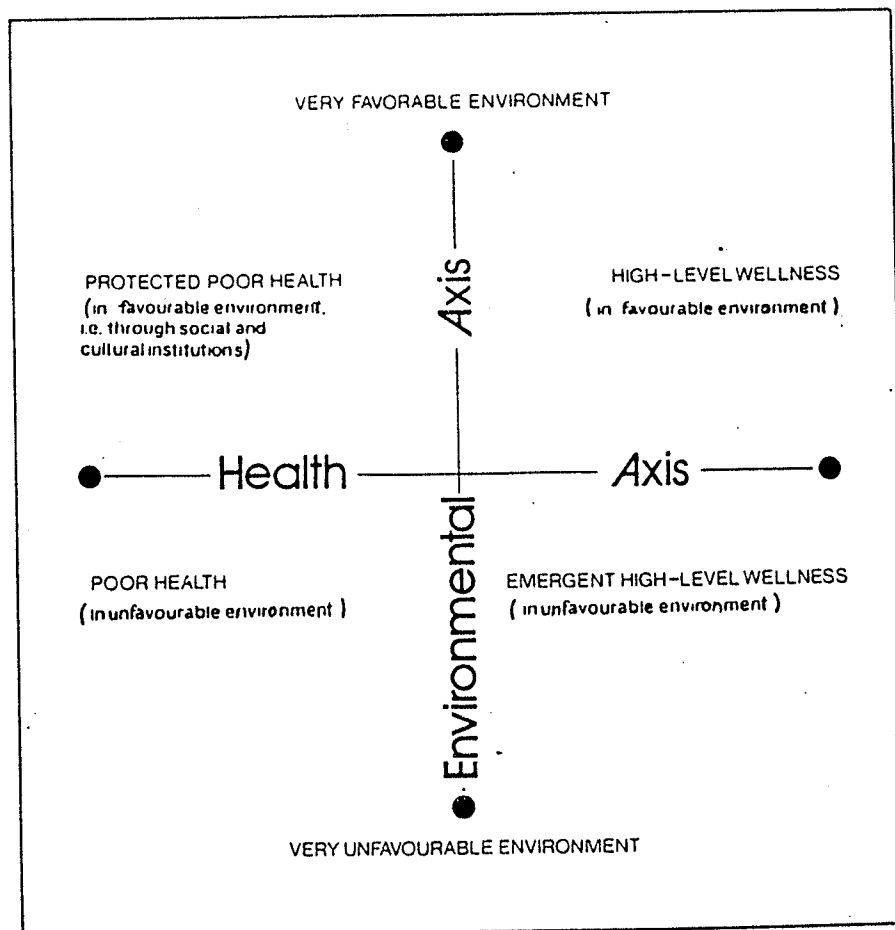 VERY FAVORABLE ENVIRONMENT
Axis
PROTECTED POOR HEALTH
(in favourable environment,
i.e. through social and
cultural institutions)
HIGH-LEVEL WELLNESS
(in favourable environment)
Health Axis
Environmental
POOR HEALTH
(in unfavourable environment)
EMERGENT HIGH-LEVEL WELLNESS
(in unfavourable environment)
VERY UNFAVOURABLE ENVIRONMENT